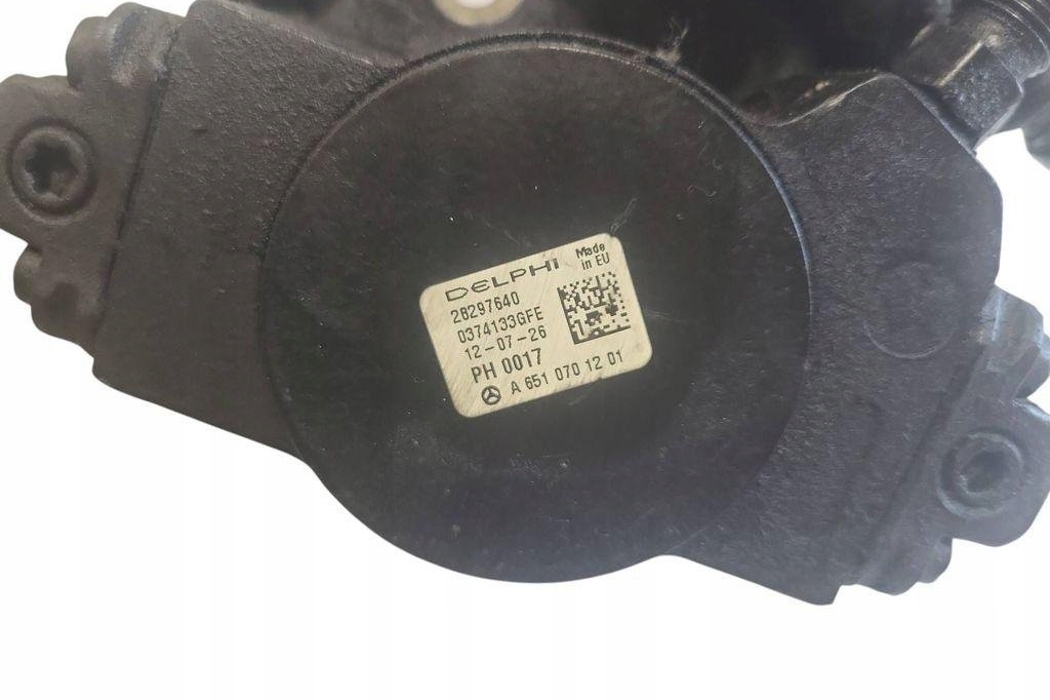 DELPHI Made
in EU
28297640
0374133GFE
12-07-26
PH 0017
A 651 070 12 01